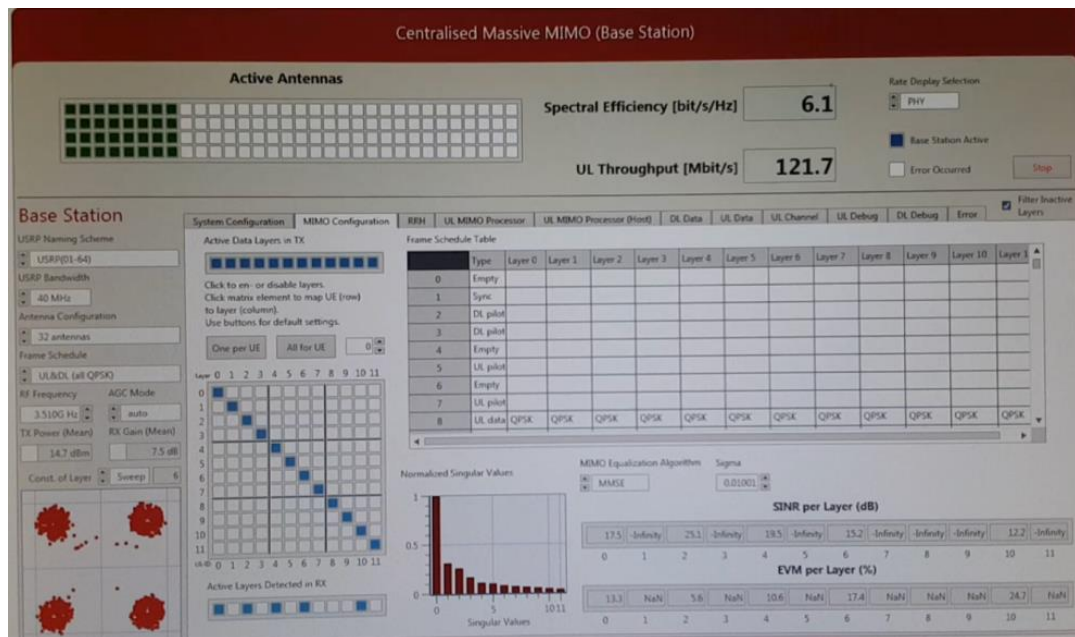 Centralised Massive MIMO (Base Station)
Active Antennas
Spectral Efficiency [bit/s/Hz] 6.1
UL Throughput [Mbit/s] 121.7
Rate Display Selection
PHY
Base Station Active
Error Ocurred
Stop
Filter Inactive
Layers
Base Station
USRP Naming Scheme
USRP(01-64)
USRP Bandwidth
40 MHz
Antenna Configuration
32 antennas
Frame Schedule
UL&DL (all QPSK)
RF Frequency AGC Mode
3.510G Hz auto
TX Power (Mean) RX Gain (Mean)
14.7 dBm 7.5 dB
Const. of Layer Sweep 6
System Configuration MIMO Configuration RRH UL MIMO Processor UL MIMO Processor (Host) DL Data UL Data UL Channel UL Debug DL Debug Error
Active Data Layers in TX
Click to en- or disable layers.
Click matrix element to map UE (row)
to layer (column).
Use buttons for default settings.
One per UE All for UE 0
Layer 0 1 2 3 4 5 6 7 8 9 10 11
0
1
2
3
4
5
6
7
8
9
10
11
0 1 2 3 4 5 6 7 8 9 10 11
Active Layers Detected in RX
Frame Schedule Table
Type Layer 0 Layer 1 Layer 2 Layer 3 Layer 4 Layer 5 Layer 6 Layer 7 Layer 8 Layer 9 Layer 10 Layer 1
0 Empty
1 Sync
2 DL pilot
3 DL pilot
4 Empty
5 UL pilot
6 Empty
7 UL pilot
8 UL data QPSK QPSK QPSK QPSK QPSK QPSK QPSK QPSK QPSK QPSK QPSK QPSK
Normalized Singular Values
1
0.5
0
0 5 10 11
Singular Values
MIMO Equalization Algorithm Sigma
MMSE 0.01001
SINR per Layer (dB)
17.5 -Infinity 25.1 -Infinity 19.5 -Infinity 15.2 -Infinity -Infinity -Infinity 12.2 -Infinity
0 1 2 3 4 5 6 7 8 9 10 11
EVM per Layer (%)
13.3 NaN 5.6 NaN 10.6 NaN 17.4 NaN NaN NaN 24.7 NaN
0 1 2 3 4 5 6 7 8 9 10 11